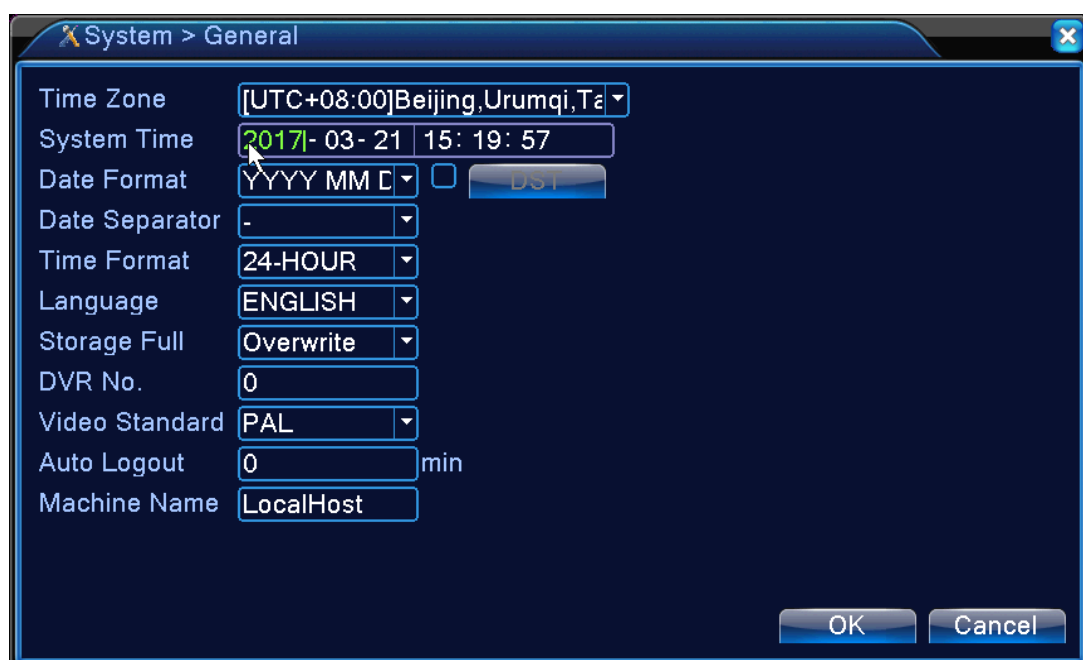 System > General
Time Zone [UTC+08:00]Beijing,Urumqi,Ta
System Time 2017- 03- 21 15: 19: 57
Date Format YYYY MM D DST
Date Separator -
Time Format 24-HOUR
Language ENGLISH
Storage Full Overwrite
DVR No. 0
Video Standard PAL
Auto Logout 0 min
Machine Name LocalHost
OK Cancel